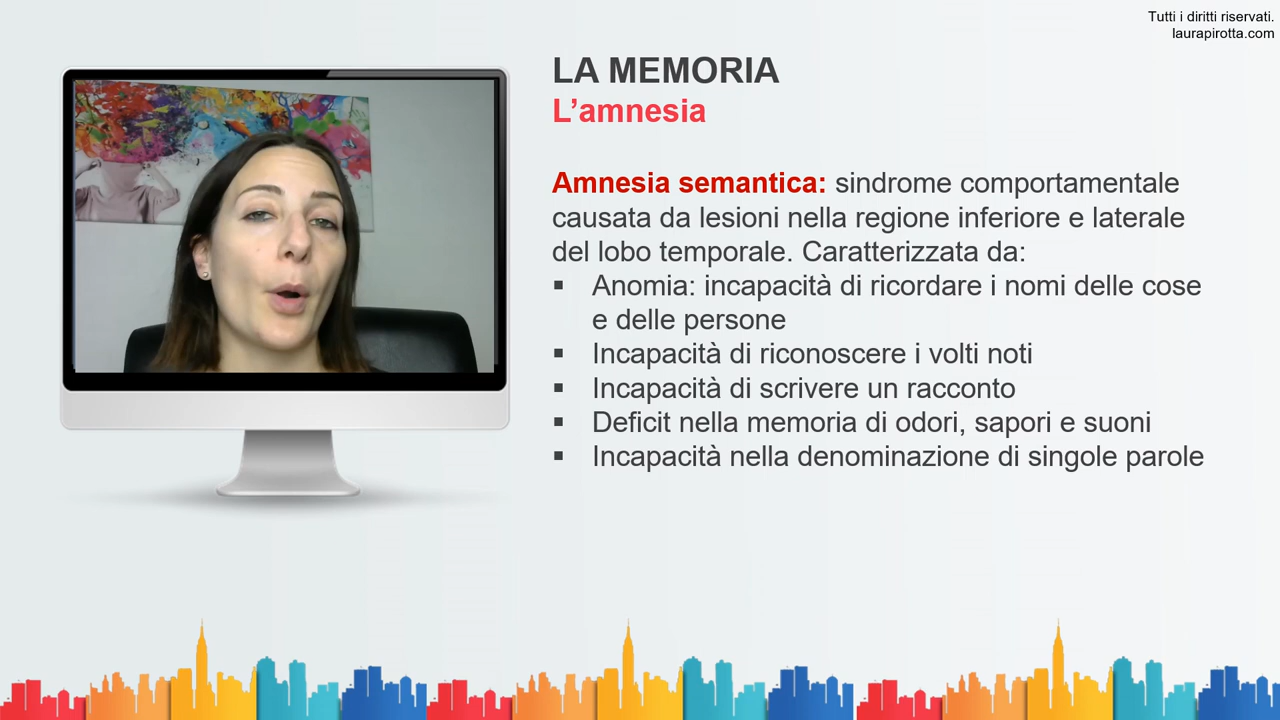 Tutti i diritti riservati.
laurapirotta.com
LA MEMORIA
L’amnesia
Amnesia semantica: sindrome comportamentale
causata da lesioni nella regione inferiore e laterale
del lobo temporale. Caratterizzata da:
▪ Anomia: incapacità di ricordare i nomi delle cose
e delle persone
▪ Incapacità di riconoscere i volti noti
▪ Incapacità di scrivere un racconto
▪ Deficit nella memoria di odori, sapori e suoni
▪ Incapacità nella denominazione di singole parole